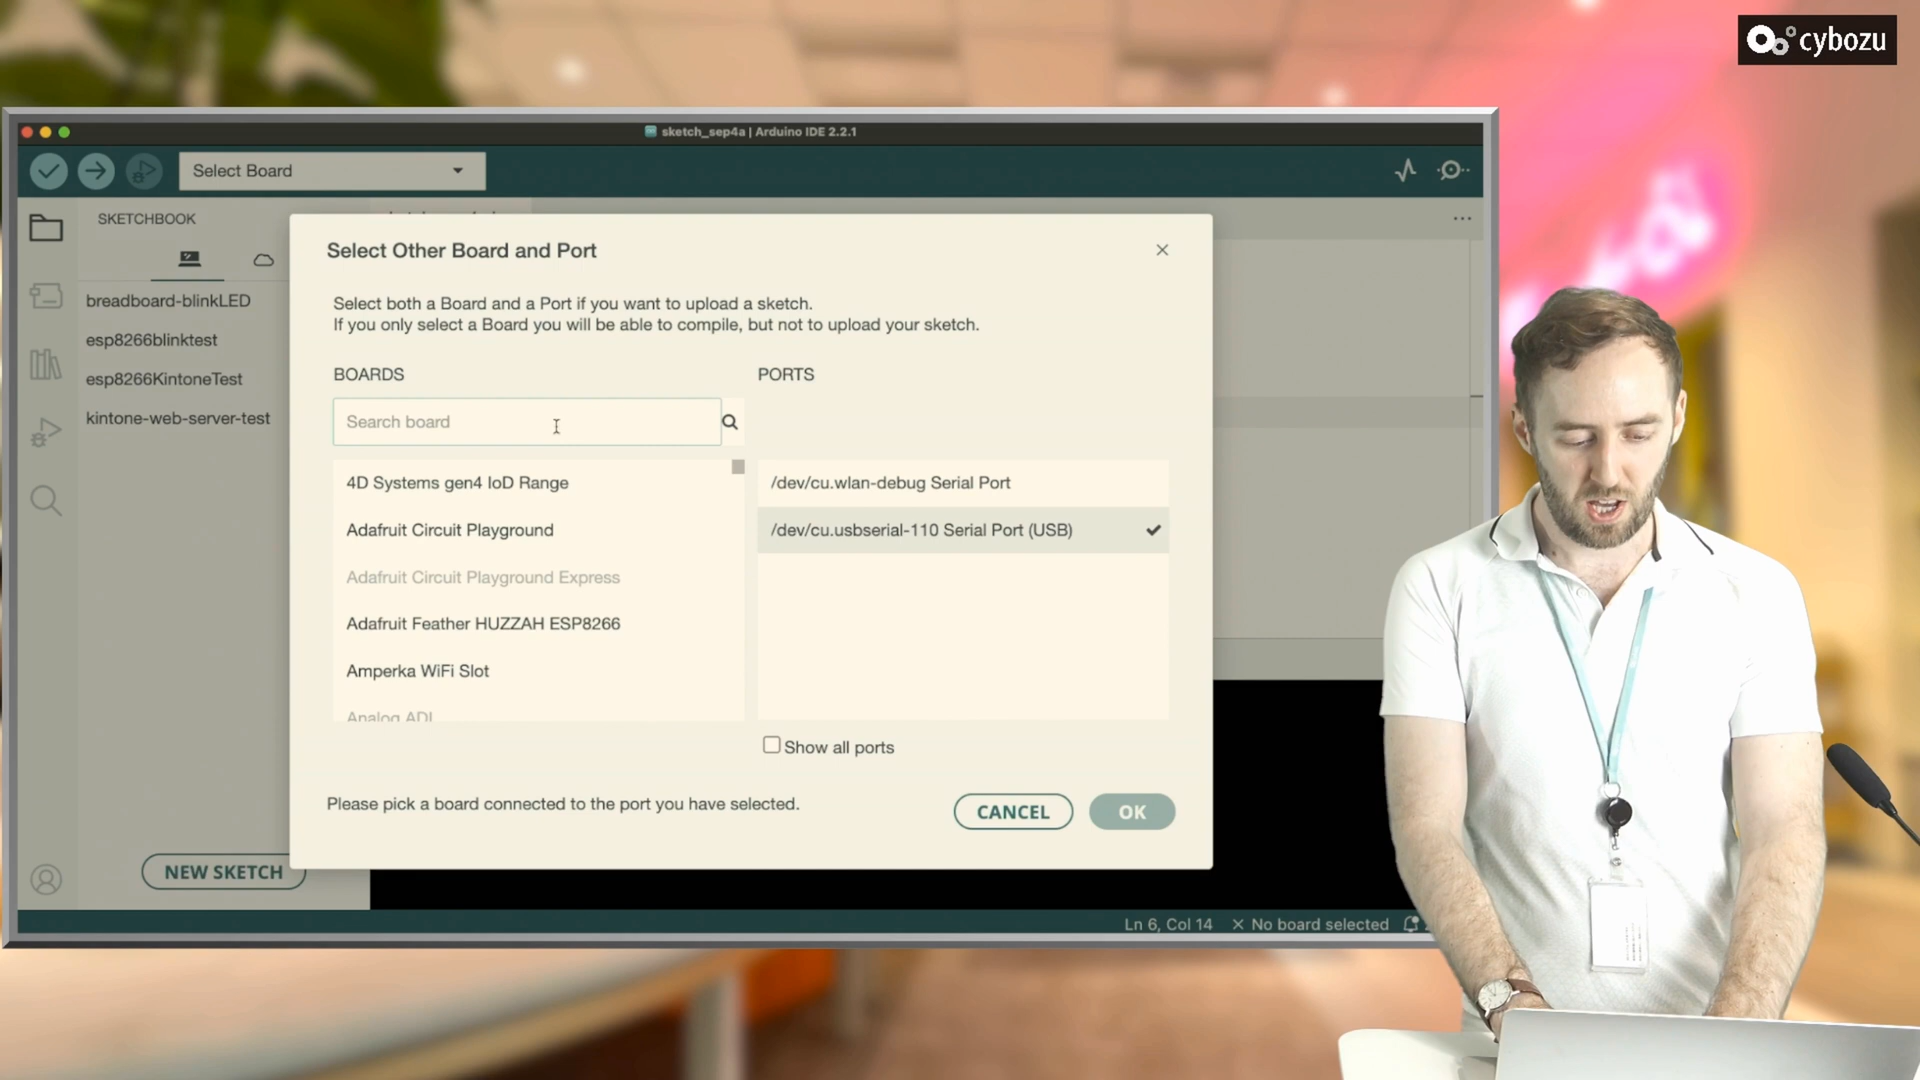 cybozu
sketch_sep4a | Arduino IDE 2.2.1
Select Board
SKETCHBOOK
breadboard-blinkLED
esp8266blinktest
esp8266KintoneTest
kintone-web-server-test
NEW SKETCH
Select Other Board and Port
Select both a Board and a Port if you want to upload a sketch.
If you only select a Board you will be able to compile, but not to upload your sketch.
BOARDS
Search board
4D Systems gen4 IoD Range
Adafruit Circuit Playground
Adafruit Circuit Playground Express
Adafruit Feather HUZZAH ESP8266
Amperka WiFi Slot
Analog ADI
PORTS
/dev/cu.wlan-debug Serial Port
/dev/cu.usbserial-110 Serial Port (USB)
Show all ports
Please pick a board connected to the port you have selected.
CANCEL
OK
Ln 6, Col 14
No board selected